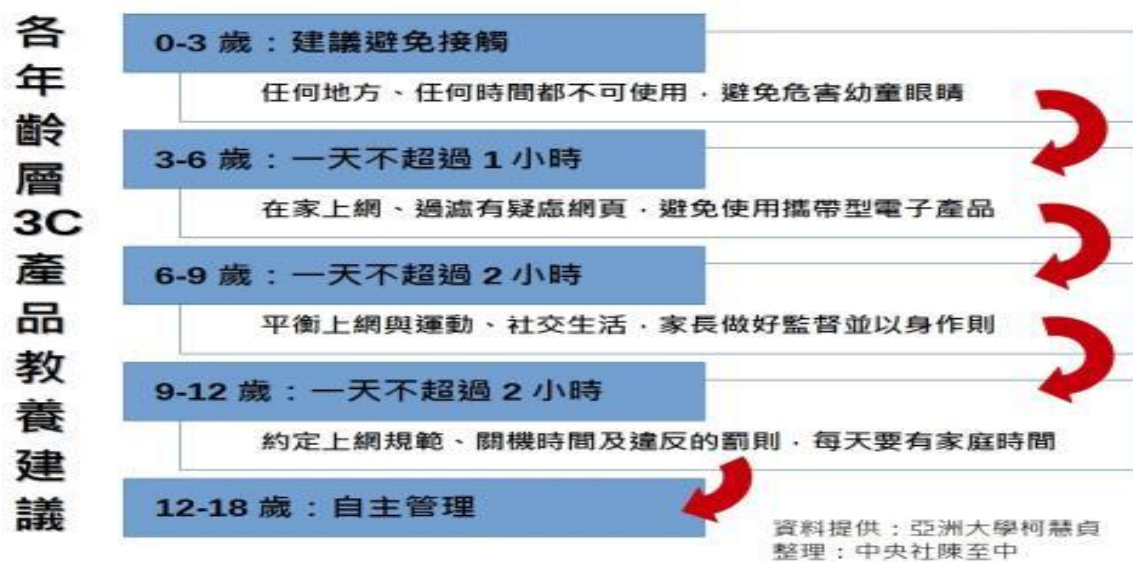 各年齡層3C產品教養建議
0-3 歲：建議避免接觸
任何地方、任何時間都不可使用，避免危害幼童眼睛
3-6 歲：一天不超過 1 小時
在家上網、過濾有疑慮網頁，避免使用攜帶型電子產品
6-9 歲：一天不超過 2 小時
平衡上網與運動、社交生活，家長做好監督並以身作則
9-12 歲：一天不超過 2 小時
約定上網規範、關機時間及違反的罰則，每天要有家庭時間
12-18 歲：自主管理
資料提供：亞洲大學柯慧貞
整理：中央社陳至中